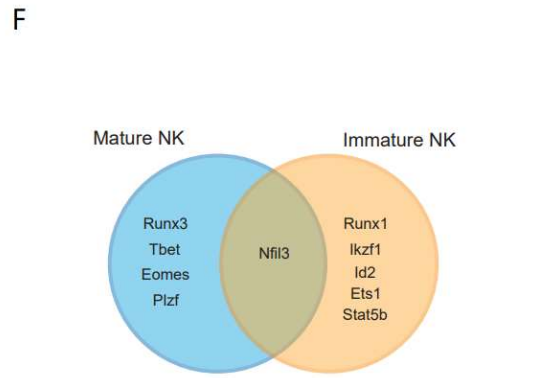 F
Mature NK
Immature NK
Runx3
Tbet
Eomes
Plzf
Nfil3
Runx1
Ikzf1
Id2
Ets1
Stat5b